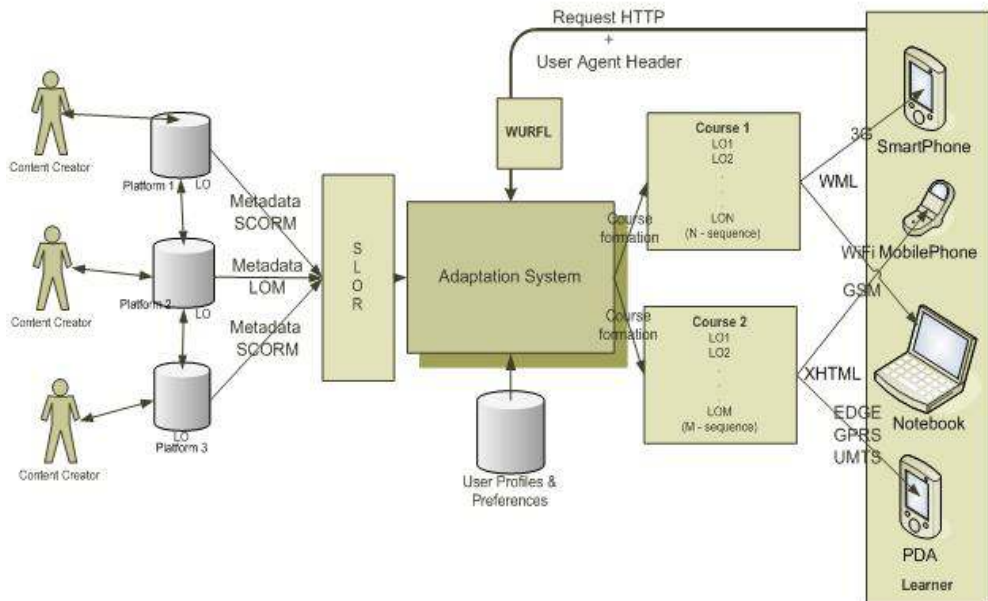 Request HTTP
+
User Agent Header
WURFL
Content Creator
Platform 1
LO
Metadata
SCORM
Content Creator
Platform 2
LO
Metadata
LOM
Content Creator
LO
Platform 3
Metadata
SCORM
S
L
O
R
Adaptation System
User Profiles &
Preferences
Course
formation
Course
formation
Course 1
LO1
LO2
.
.
.
LON
(N - sequence)
Course 2
LO1
LO2
.
.
.
LOM
(M - sequence)
3G
WML
WiFi
GSM
XHTML
EDGE
GPRS
UMTS
SmartPhone
MobilePhone
Notebook
PDA
Learner